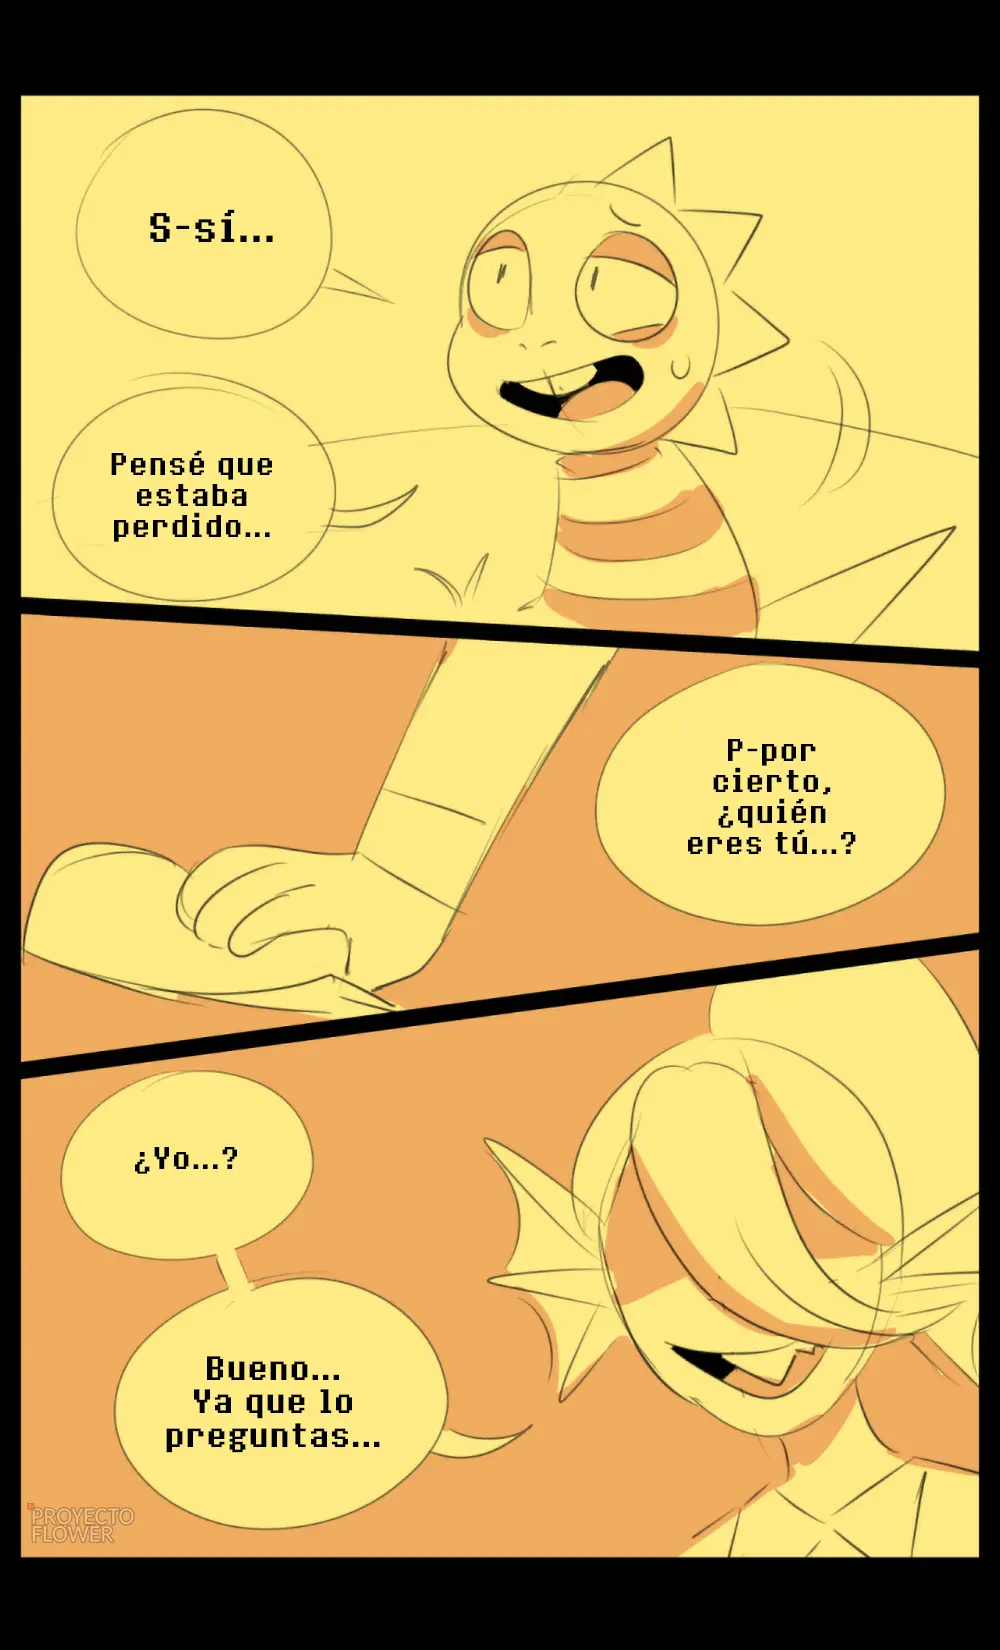 S-sí...
Pensé que
estaba
perdido...
P-por
cierto,
¿quién
eres tú...?
¿Yo...?
Bueno...
Ya que lo
preguntas...
PROYECTO
FLOWER